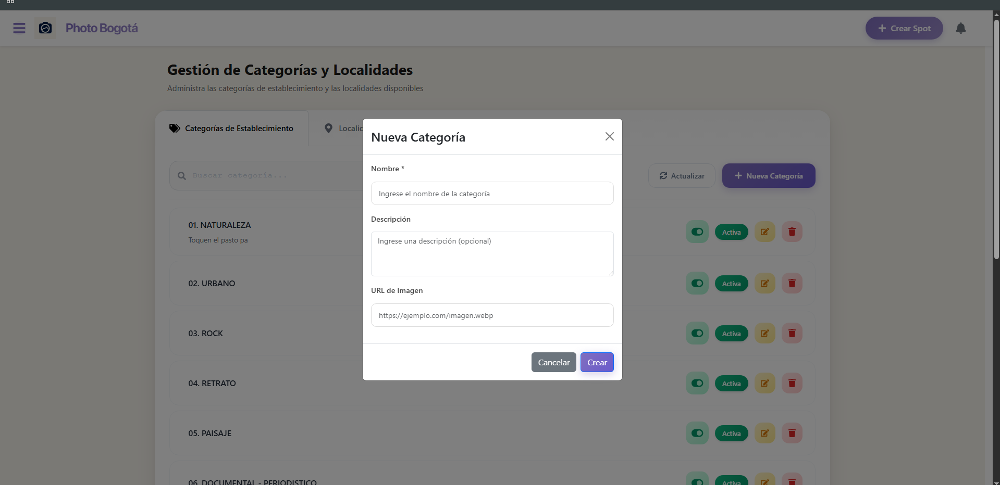 Photo Bogotá
Crear Spot
Gestión de Categorías y Localidades
Administra las categorías de establecimiento y las localidades disponibles
Categorías de Establecimiento
Buscar categoría...
Actualizar
Nueva Categoría
01. NATURALEZA
Toquen el pasto pa
Activa
02. URBANO
Activa
03. ROCK
Activa
04. RETRATO
Activa
05. PAISAJE
Activa
06. DOCUMENTAL - PERIODISTICO
Activa
Nueva Categoría
Nombre *
Ingrese el nombre de la categoría
Descripción
Ingrese una descripción (opcional)
URL de Imagen
https://ejemplo.com/imagen.webp
Cancelar
Crear